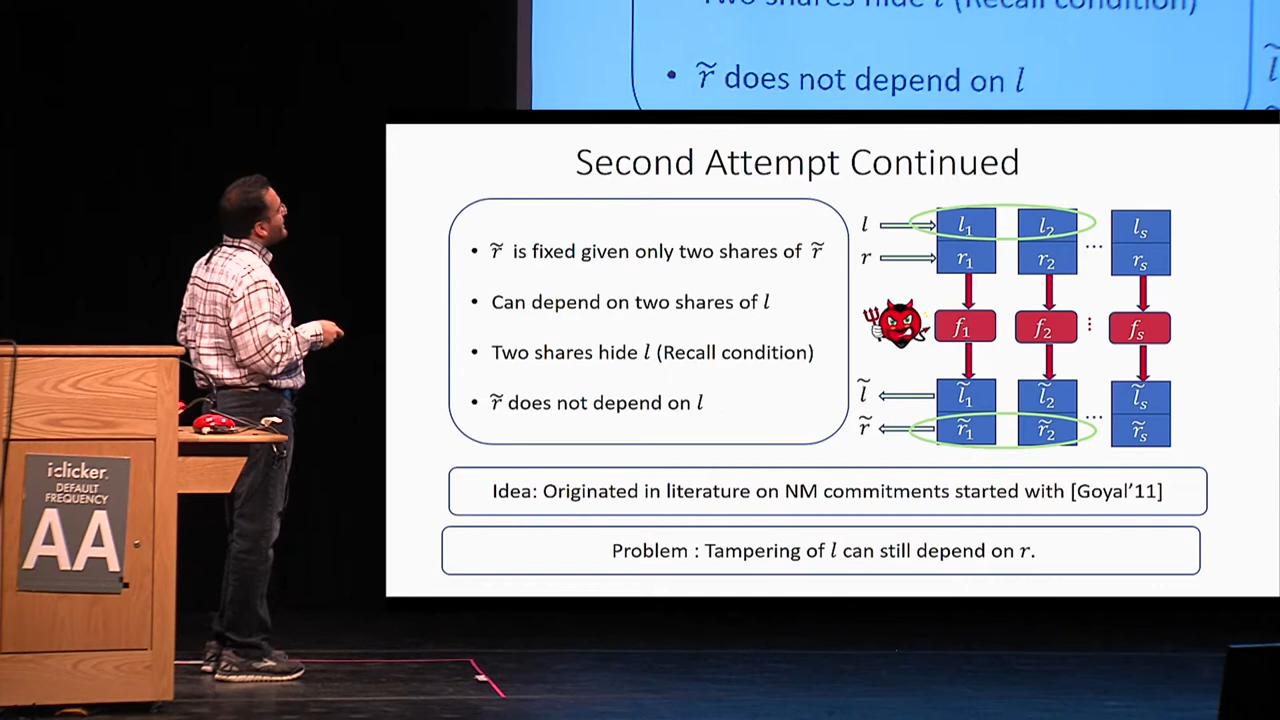 Two shares hide l (Recall condition)
• r̃ does not depend on l
l̃
Second Attempt Continued
• r̃ is fixed given only two shares of r̃
• Can depend on two shares of l
• Two shares hide l (Recall condition)
• r̃ does not depend on l
l l₁ l₂ ... lₛ
r r₁ r₂ rₛ
f₁ f₂ ⋮ fₛ
l̃ l̃₁ l̃₂ ... l̃ₛ
r̃ r̃₁ r̃₂ r̃ₛ
Idea: Originated in literature on NM commitments started with [Goyal’11]
Problem : Tampering of l can still depend on r.
iclicker.
DEFAULT
FREQUENCY
AA